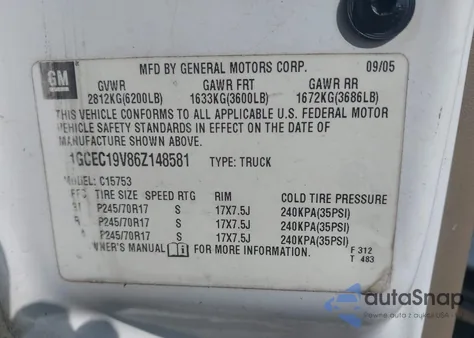 GM
MFD BY GENERAL MOTORS CORP. 09/05
GVWR GAWR FRT GAWR RR
2812KG(6200LB) 1633KG(3600LB) 1672KG(3686LB)
THIS VEHICLE CONFORMS TO ALL APPLICABLE U.S. FEDERAL MOTOR
VEHICLE SAFETY STANDARDS IN EFFECT ON THE DATE OF
MANUFACTURE SHOWN ABOVE.
1GCEC19V86Z148581 TYPE: TRUCK
MODEL: C15753
TIRE SIZE SPEED RTG RIM COLD TIRE PRESSURE
P245/70R17 S 17X7.5J 240KPA(35PSI)
P245/70R17 S 17X7.5J 240KPA(35PSI)
P245/70R17 S 17X7.5J 240KPA(35PSI)
WNER'S MANUAL FOR MORE INFORMATION.
F 312
T 483
autoSnap